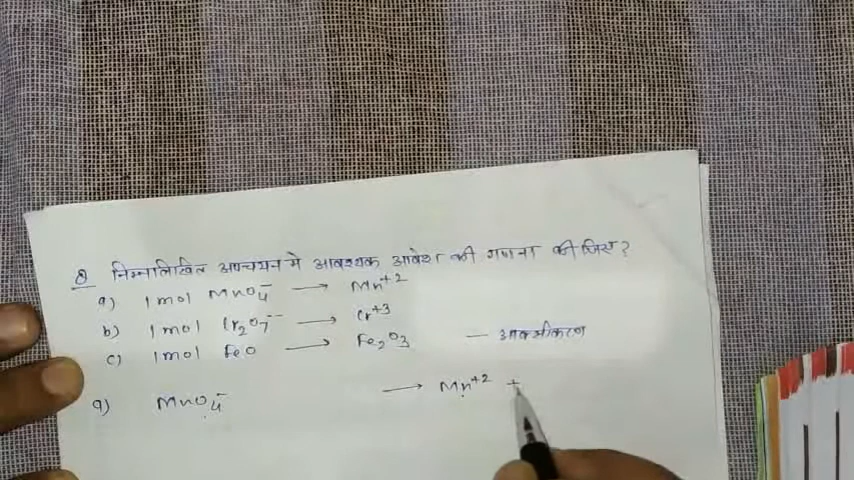 Q निम्नलिखित अपचयन मे आवश्यक आवेश की गणना कीजिए?
a) 1 mol MnO₄⁻ → Mn⁺²
b) 1 mol Cr₂O₇⁻⁻ → Cr⁺³
c) 1 mol FeO → Fe₂O₃ — आक्सीकरण
a) MnO₄⁻ → Mn⁺² +